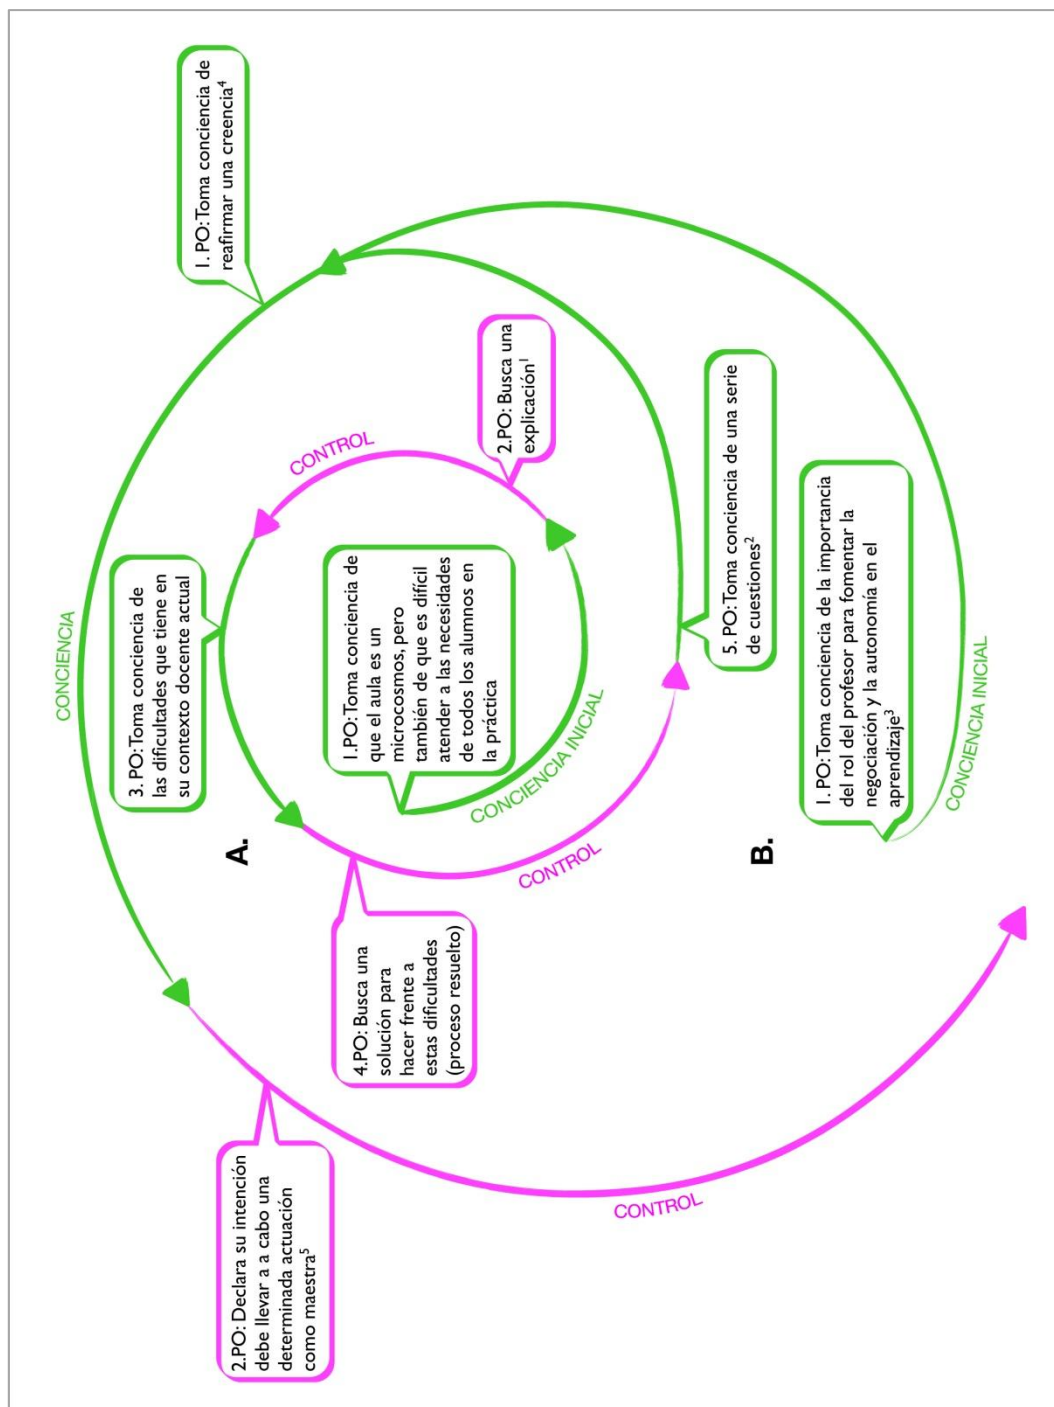 1. PO: Toma conciencia de
reafirmar una creencia⁴
CONCIENCIA
2.PO: Busca una
explicación¹
CONTROL
3. PO: Toma conciencia de
las dificultades que tiene en
su contexto docente actual
1.PO: Toma conciencia de
que el aula es un
microcosmos, pero
también de que es difícil
atender a las necesidades
de todos los alumnos en
la práctica
CONCIENCIA INICIAL
A.
4.PO: Busca una
solución para
hacer frente a
estas dificultades
(proceso resuelto)
CONTROL
5. PO: Toma conciencia de una serie
de cuestiones²
B.
1. PO: Toma conciencia de la importancia
del rol del profesor para fomentar la
negociación y la autonomía en el
aprendizaje³
CONCIENCIA INICIAL
2.PO: Declara su intención
debe llevar a a cabo una
determinada actuación
como maestra⁵
CONTROL